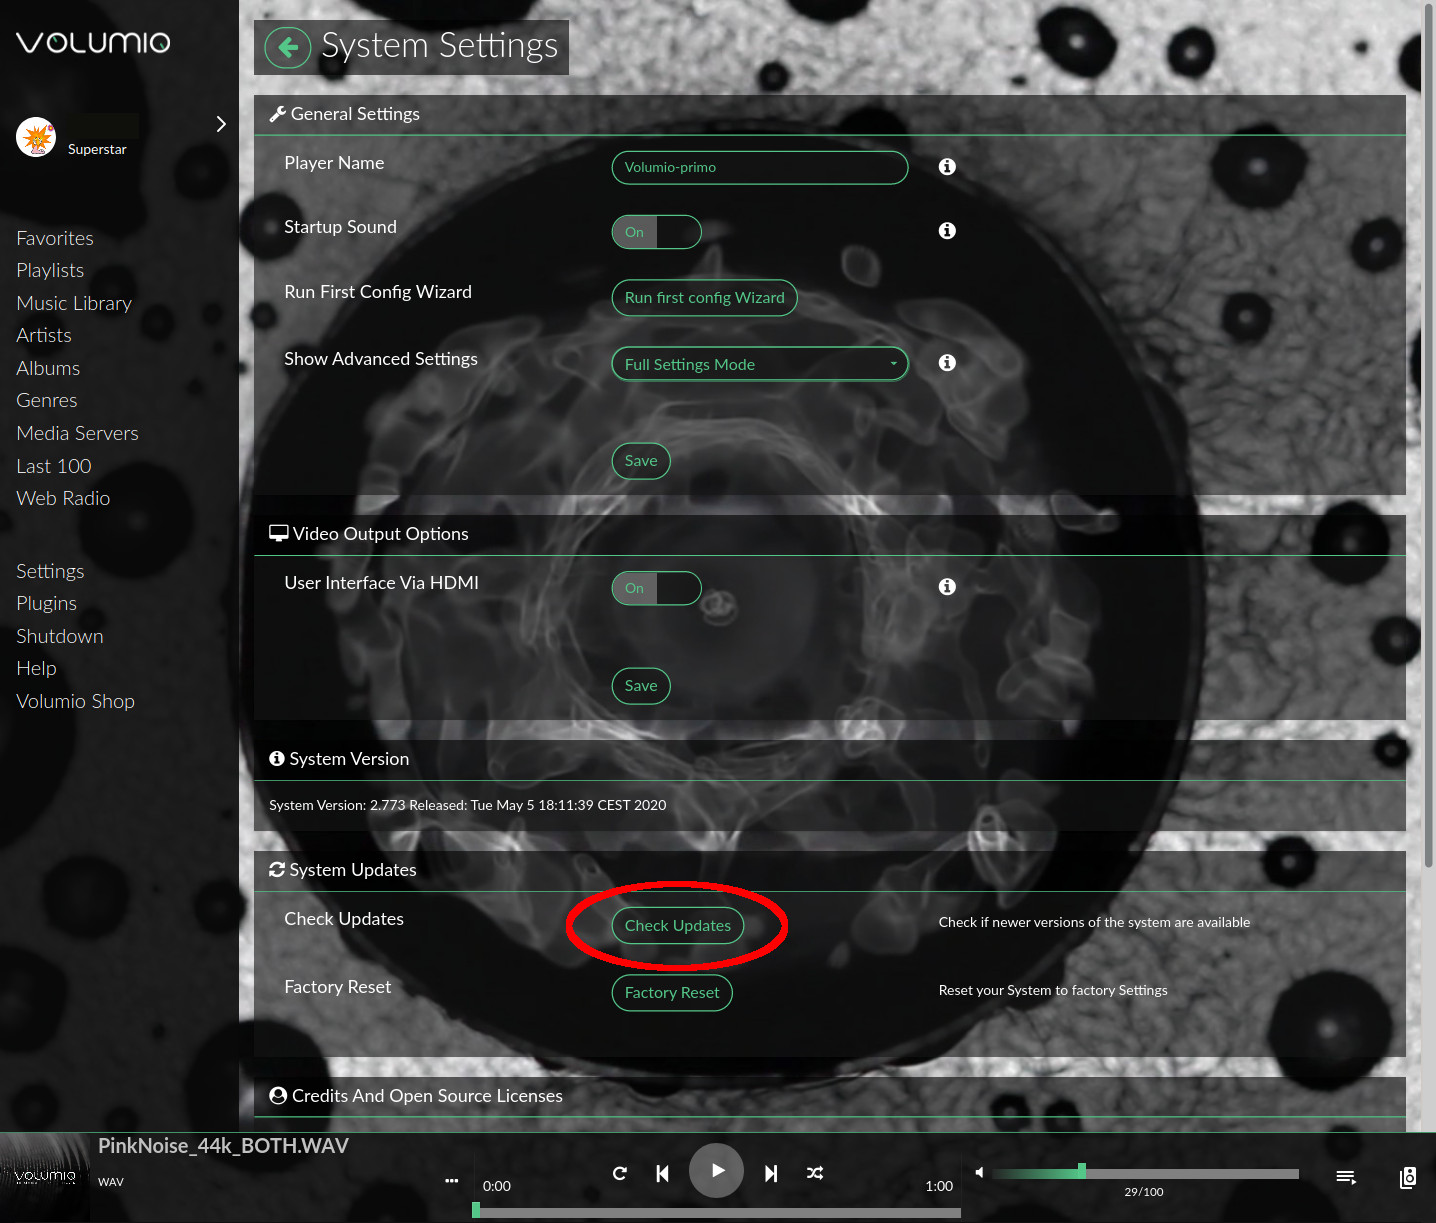 VOLUMIO
Superstar
Favorites
Playlists
Music Library
Artists
Albums
Genres
Media Servers
Last 100
Web Radio
Settings
Plugins
Shutdown
Help
Volumio Shop
System Settings
General Settings
Player Name
Volumio-primo
Startup Sound
On
Run First Config Wizard
Run first config Wizard
Show Advanced Settings
Full Settings Mode
Save
Video Output Options
User Interface Via HDMI
On
Save
System Version
System Version: 2.773 Released: Tue May 5 18:11:39 CEST 2020
System Updates
Check Updates
Check Updates
Check if newer versions of the system are available
Factory Reset
Factory Reset
Reset your System to factory Settings
Credits And Open Source Licenses
VOLUMIO
PinkNoise_44k_BOTH.WAV
WAV
0:00
1:00
29/100